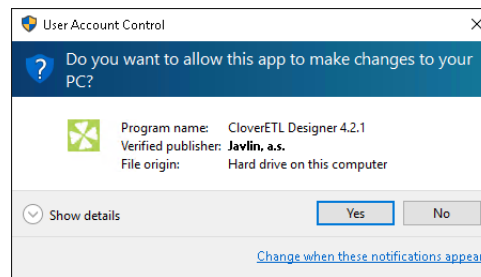 User Account Control
Do you want to allow this app to make changes to your
PC?
Program name: CloverETL Designer 4.2.1
Verified publisher: Javlin, a.s.
File origin: Hard drive on this computer
Show details
Yes No
Change when these notifications appear